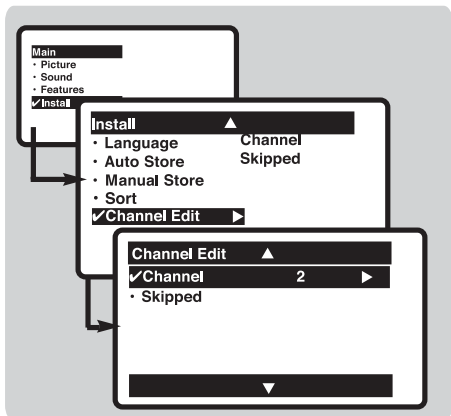 Main
• Picture
• Sound
• Features
✔Install
Install ▲
• Language Channel
• Auto Store Skipped
• Manual Store
• Sort
✔Channel Edit ▶
Channel Edit ▲
✔Channel 2 ▶
• Skipped
▼